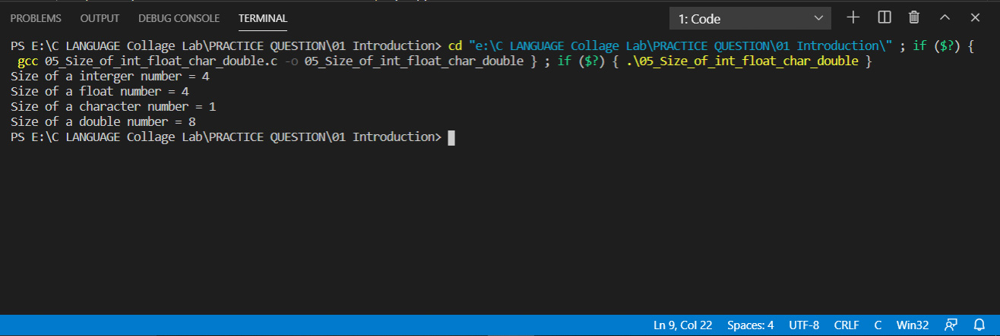 PROBLEMS OUTPUT DEBUG CONSOLE TERMINAL 1: Code
PS E:\C LANGUAGE Collage Lab\PRACTICE QUESTION\01 Introduction> cd "e:\C LANGUAGE Collage Lab\PRACTICE QUESTION\01 Introduction\" ; if ($?) {
gcc 05_Size_of_int_float_char_double.c -o 05_Size_of_int_float_char_double } ; if ($?) { .\05_Size_of_int_float_char_double }
Size of a interger number = 4
Size of a float number = 4
Size of a character number = 1
Size of a double number = 8
PS E:\C LANGUAGE Collage Lab\PRACTICE QUESTION\01 Introduction>
Ln 9, Col 22 Spaces: 4 UTF-8 CRLF C Win32